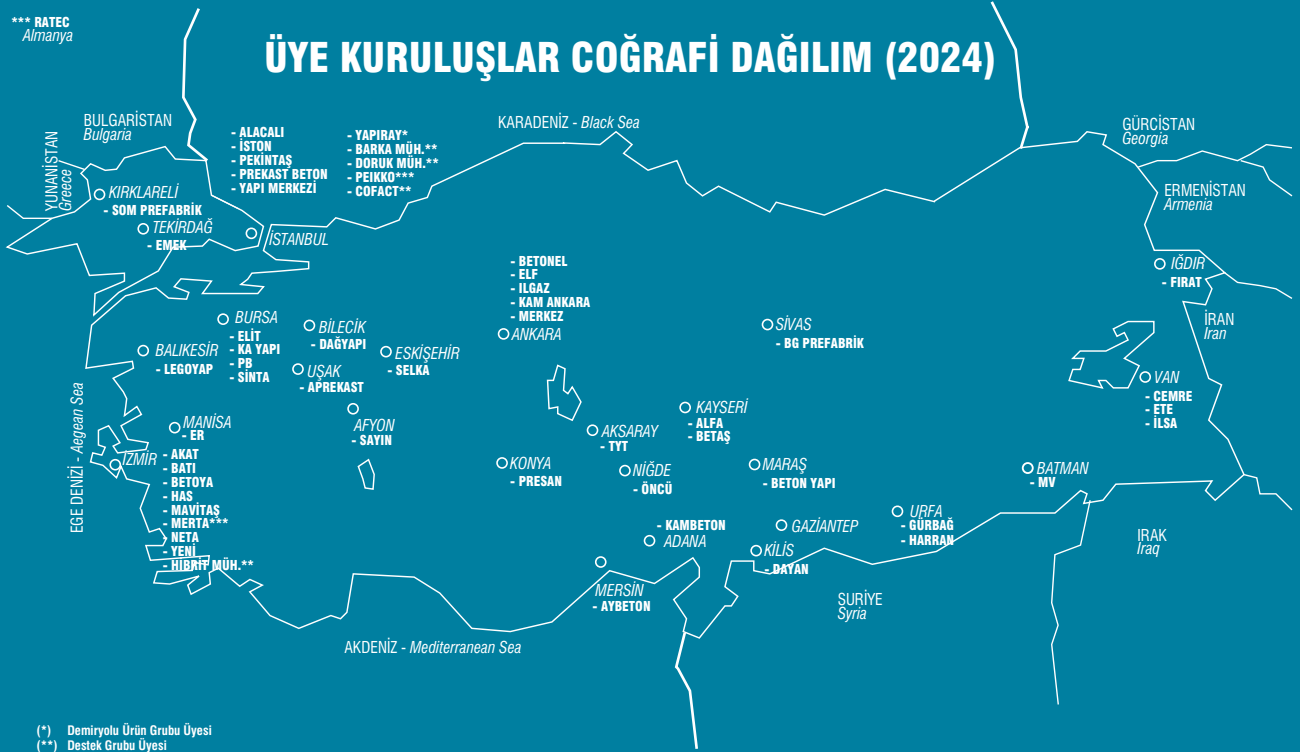 *** RATEC
Almanya
ÜYE KURULUŞLAR COĞRAFİ DAĞILIM (2024)
BULGARİSTAN
Bulgaria
YUNANİSTAN
Greece
KARADENİZ - Black Sea
GÜRCİSTAN
Georgia
ERMENİSTAN
Armenia
- ALACALI
- İSTON
- PEKİNTAŞ
- PREKAST BETON
- YAPI MERKEZİ
- YAPIRAY*
- BARKA MÜH.**
- DORUK MÜH.**
- PEIKKO***
- COFACT**
KIRKLARELİ
- SOM PREFABRİK
TEKİRDAĞ
- EMEK
İSTANBUL
- BETONEL
- ELF
- ILGAZ
- KAM ANKARA
- MERKEZ
ANKARA
IĞDIR
- FIRAT
İRAN
Iran
BURSA
- ELİT
- KA YAPI
- PB
- SİNTA
BİLECİK
- DAĞYAPI
SİVAS
- BG PREFABRİK
BALIKESİR
- LEGOYAP
ESKİŞEHİR
- SELKA
UŞAK
- APREKAST
VAN
- CEMRE
- ETE
- İLSA
EGE DENİZİ - Aegean Sea
MANİSA
- ER
AFYON
- SAYIN
KAYSERİ
- ALFA
- BETAŞ
AKSARAY
- TYT
İZMİR
- AKAT
- BATI
- BETOYA
- HAS
- MAVİTAŞ
- MERTA***
- NETA
- YENİ
- HİBRİT MÜH.**
KONYA
- PRESAN
NİĞDE
- ÖNCÜ
MARAŞ
- BETON YAPI
BATMAN
- MV
- KAMBETON
ADANA
GAZİANTEP
URFA
- GÜRBAĞ
- HARRAN
KİLİS
- DAYAN
IRAK
Iraq
MERSİN
- AYBETON
SURİYE
Syria
AKDENİZ - Mediterranean Sea
(*) Demiryolu Ürün Grubu Üyesi
(**) Destek Grubu Üyesi